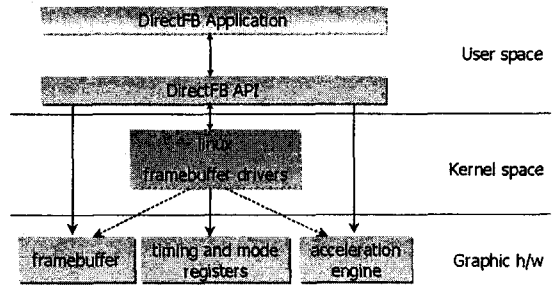 DirectFB Application
User space
DirectFB API
linux
framebuffer drivers
Kernel space
framebuffer
timing and mode
registers
acceleration
engine
Graphic h/w